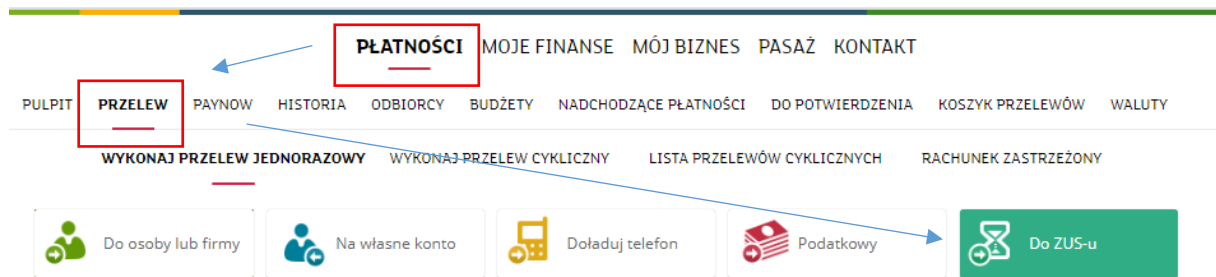 PŁATNOŚCI MOJE FINANSE MÓJ BIZNES PASAŻ KONTAKT
PULPIT PRZELEW PAYNOW HISTORIA ODBIORCY BUDŻETY NADCHODZĄCE PŁATNOŚCI DO POTWIERDZENIA KOSZYK PRZELEWÓW WALUTY
WYKONAJ PRZELEW JEDNORAZOWY WYKONAJ PRZELEW CYKLICZNY LISTA PRZELEWÓW CYKLICZNYCH RACHUNEK ZASTRZEŻONY
Do osoby lub firmy Na własne konto Doładuj telefon Podatkowy Do ZUS-u